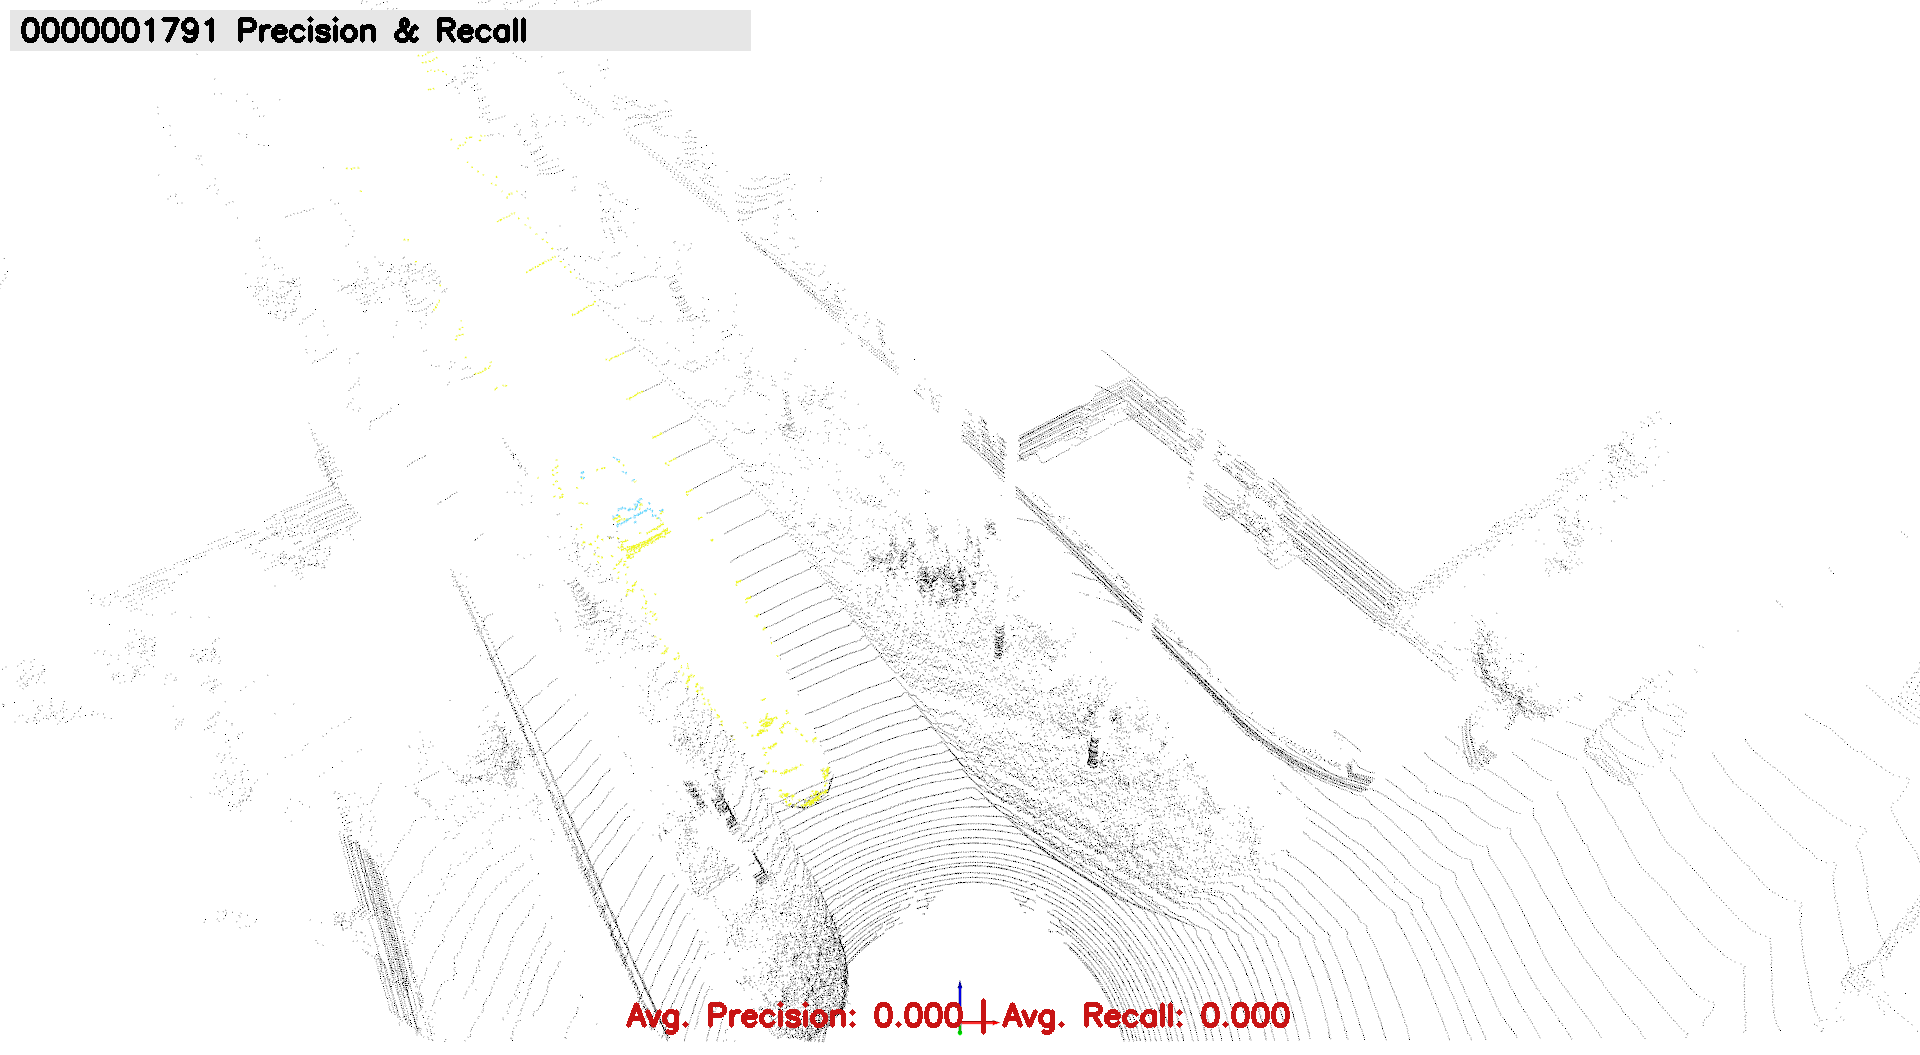 0000001791 Precision & Recall
Avg. Precision: 0.000 | Avg. Recall: 0.000